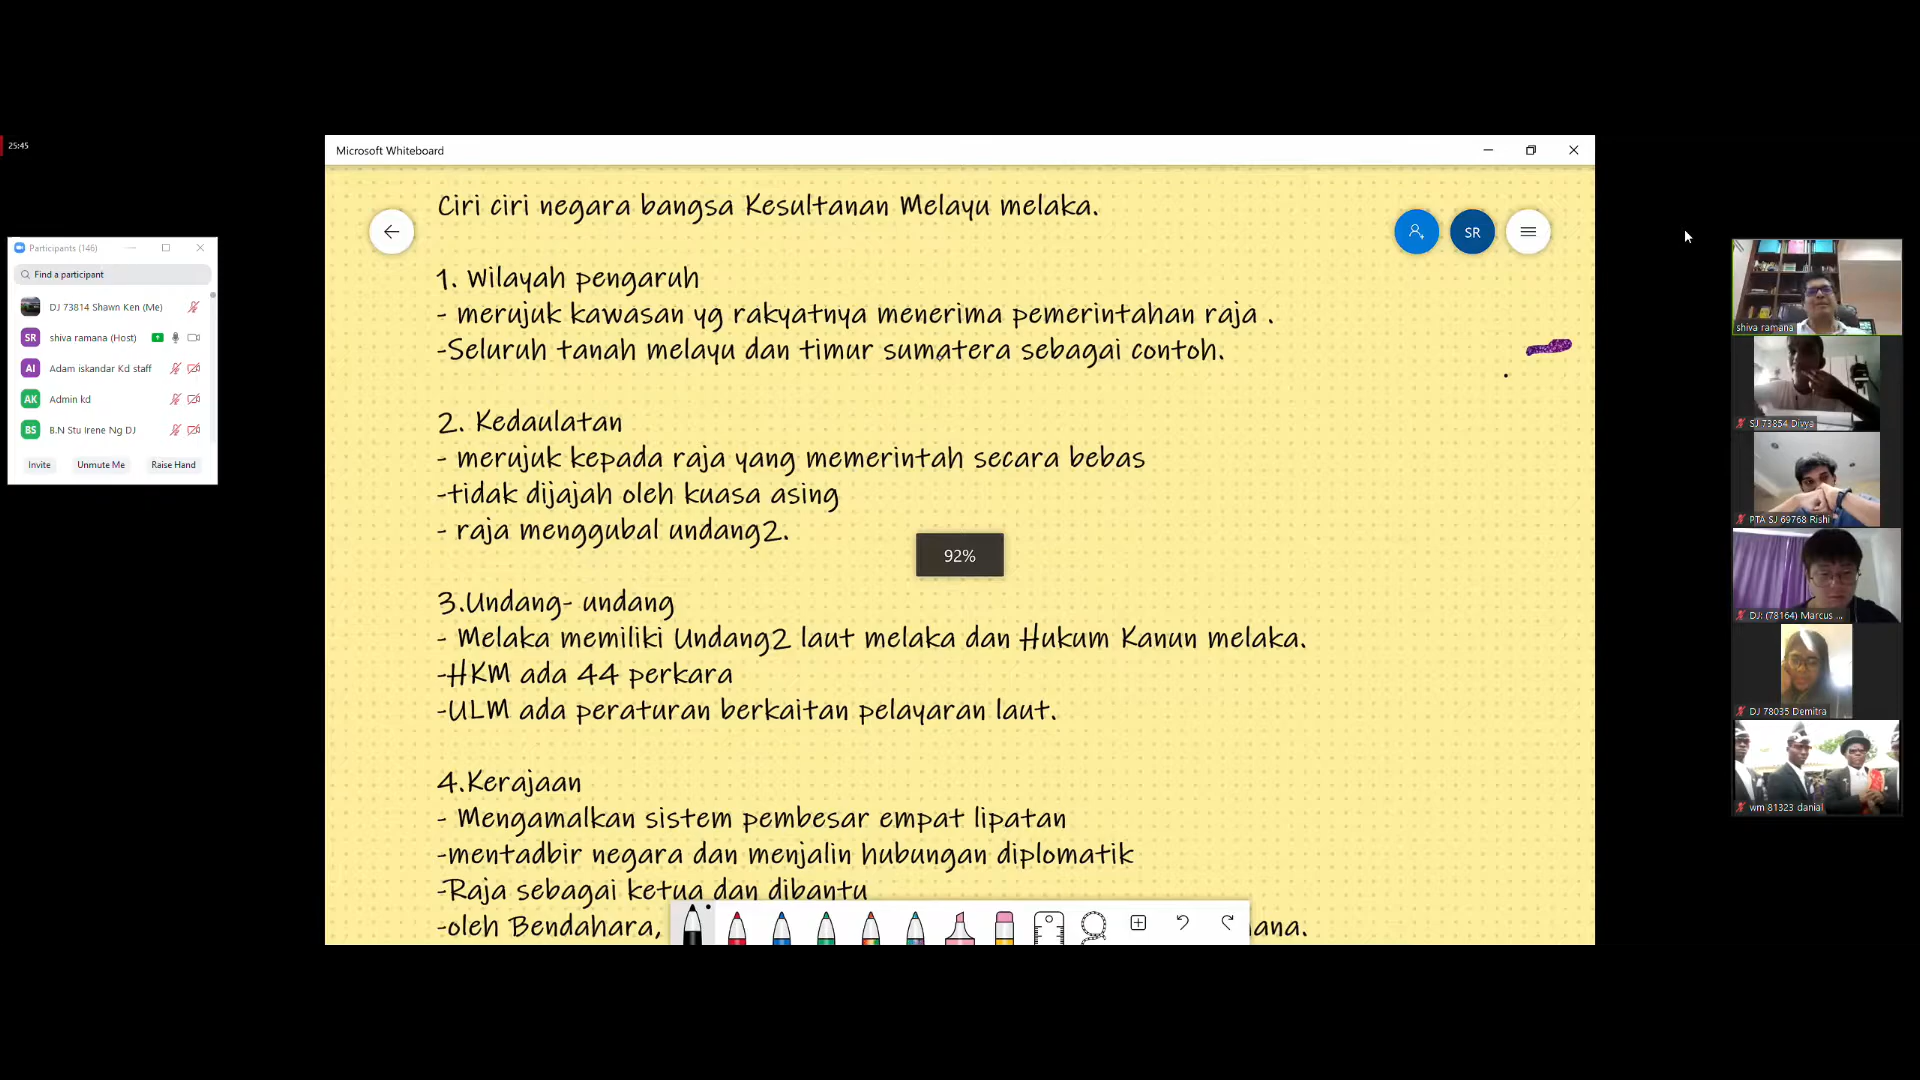 25:45
Microsoft Whiteboard
Ciri ciri negara bangsa Kesultanan Melayu melaka.
SR
1. Wilayah pengaruh
- merujuk kawasan yg rakyatnya menerima pemerintahan raja .
-Seluruh tanah melayu dan timur sumatera sebagai contoh.
2. Kedaulatan
- merujuk kepada raja yang memerintah secara bebas
-tidak dijajah oleh kuasa asing
- raja menggubal undang2.
92%
3.Undang- undang
- Melaka memiliki Undang2 laut melaka dan Hukum Kanun melaka.
-HKM ada 44 perkara
-ULM ada peraturan berkaitan pelayaran laut.
4.Kerajaan
- Mengamalkan sistem pembesar empat lipatan
-mentadbir negara dan menjalin hubungan diplomatik
-Raja sebagai ketua dan dibantu
-oleh Bendahara, ana.
Participants (146)
Find a participant
DJ 73814 Shawn Ken (Me)
SR shiva ramana (Host)
AI Adam iskandar Kd staff
AK Admin kd
BS B.N Stu Irene Ng DJ
Invite Unmute Me Raise Hand
shiva ramana
SJ 73854 Divya
PTA SJ 69768 Rishi
DJ: (78164) Marcus ...
DJ 78035 Demitra
wm 81323 danial